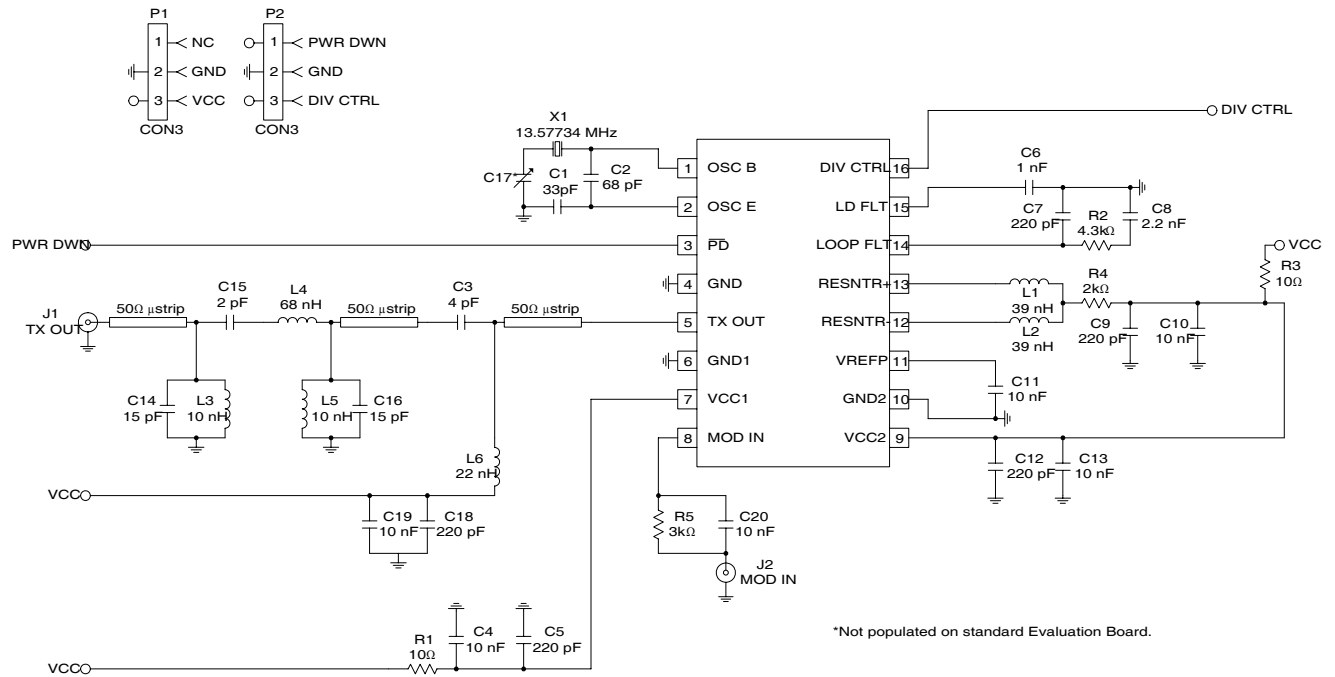 P1
P2
1 NC
2 GND
3 VCC
CON3
1 PWR DWN
2 GND
3 DIV CTRL
CON3
X1
13.57734 MHz
C17*
C1
33pF
C2
68 pF
1 OSC B
2 OSC E
3 PD
4 GND
5 TX OUT
6 GND1
7 VCC1
8 MOD IN
DIV CTRL 16
LD FLT 15
LOOP FLT 14
RESNTR+ 13
RESNTR- 12
VREFP 11
GND2 10
VCC2 9
DIV CTRL
C6
1 nF
C7
220 pF
R2
4.3kΩ
C8
2.2 nF
VCC
R3
10Ω
L1
39 nH
R4
2kΩ
L2
39 nH
C9
220 pF
C10
10 nF
C11
10 nF
C12
220 pF
C13
10 nF
PWR DWN
J1
TX OUT
50Ω µstrip
C15
2 pF
L4
68 nH
50Ω µstrip
C3
4 pF
50Ω µstrip
C14
15 pF
L3
10 nH
L5
10 nH
C16
15 pF
L6
22 nH
VCC
C19
10 nF
C18
220 pF
R5
3kΩ
C20
10 nF
J2
MOD IN
VCC
R1
10Ω
C4
10 nF
C5
220 pF
*Not populated on standard Evaluation Board.